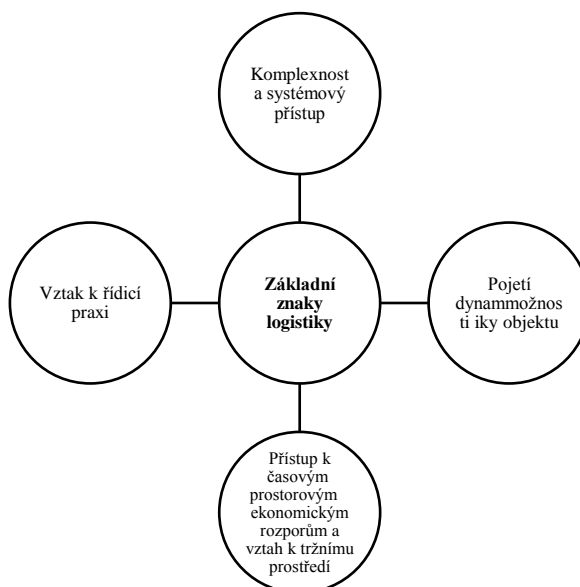 Komplexnost
a systémový
přístup
Vztak k řídicí
praxi
Základní
znaky
logistiky
Pojetí
dynammožnos
ti iky objektu
Přístup k
časovým
prostorovým
ekonomickým
rozporům a
vztah k tržnímu
prostředí